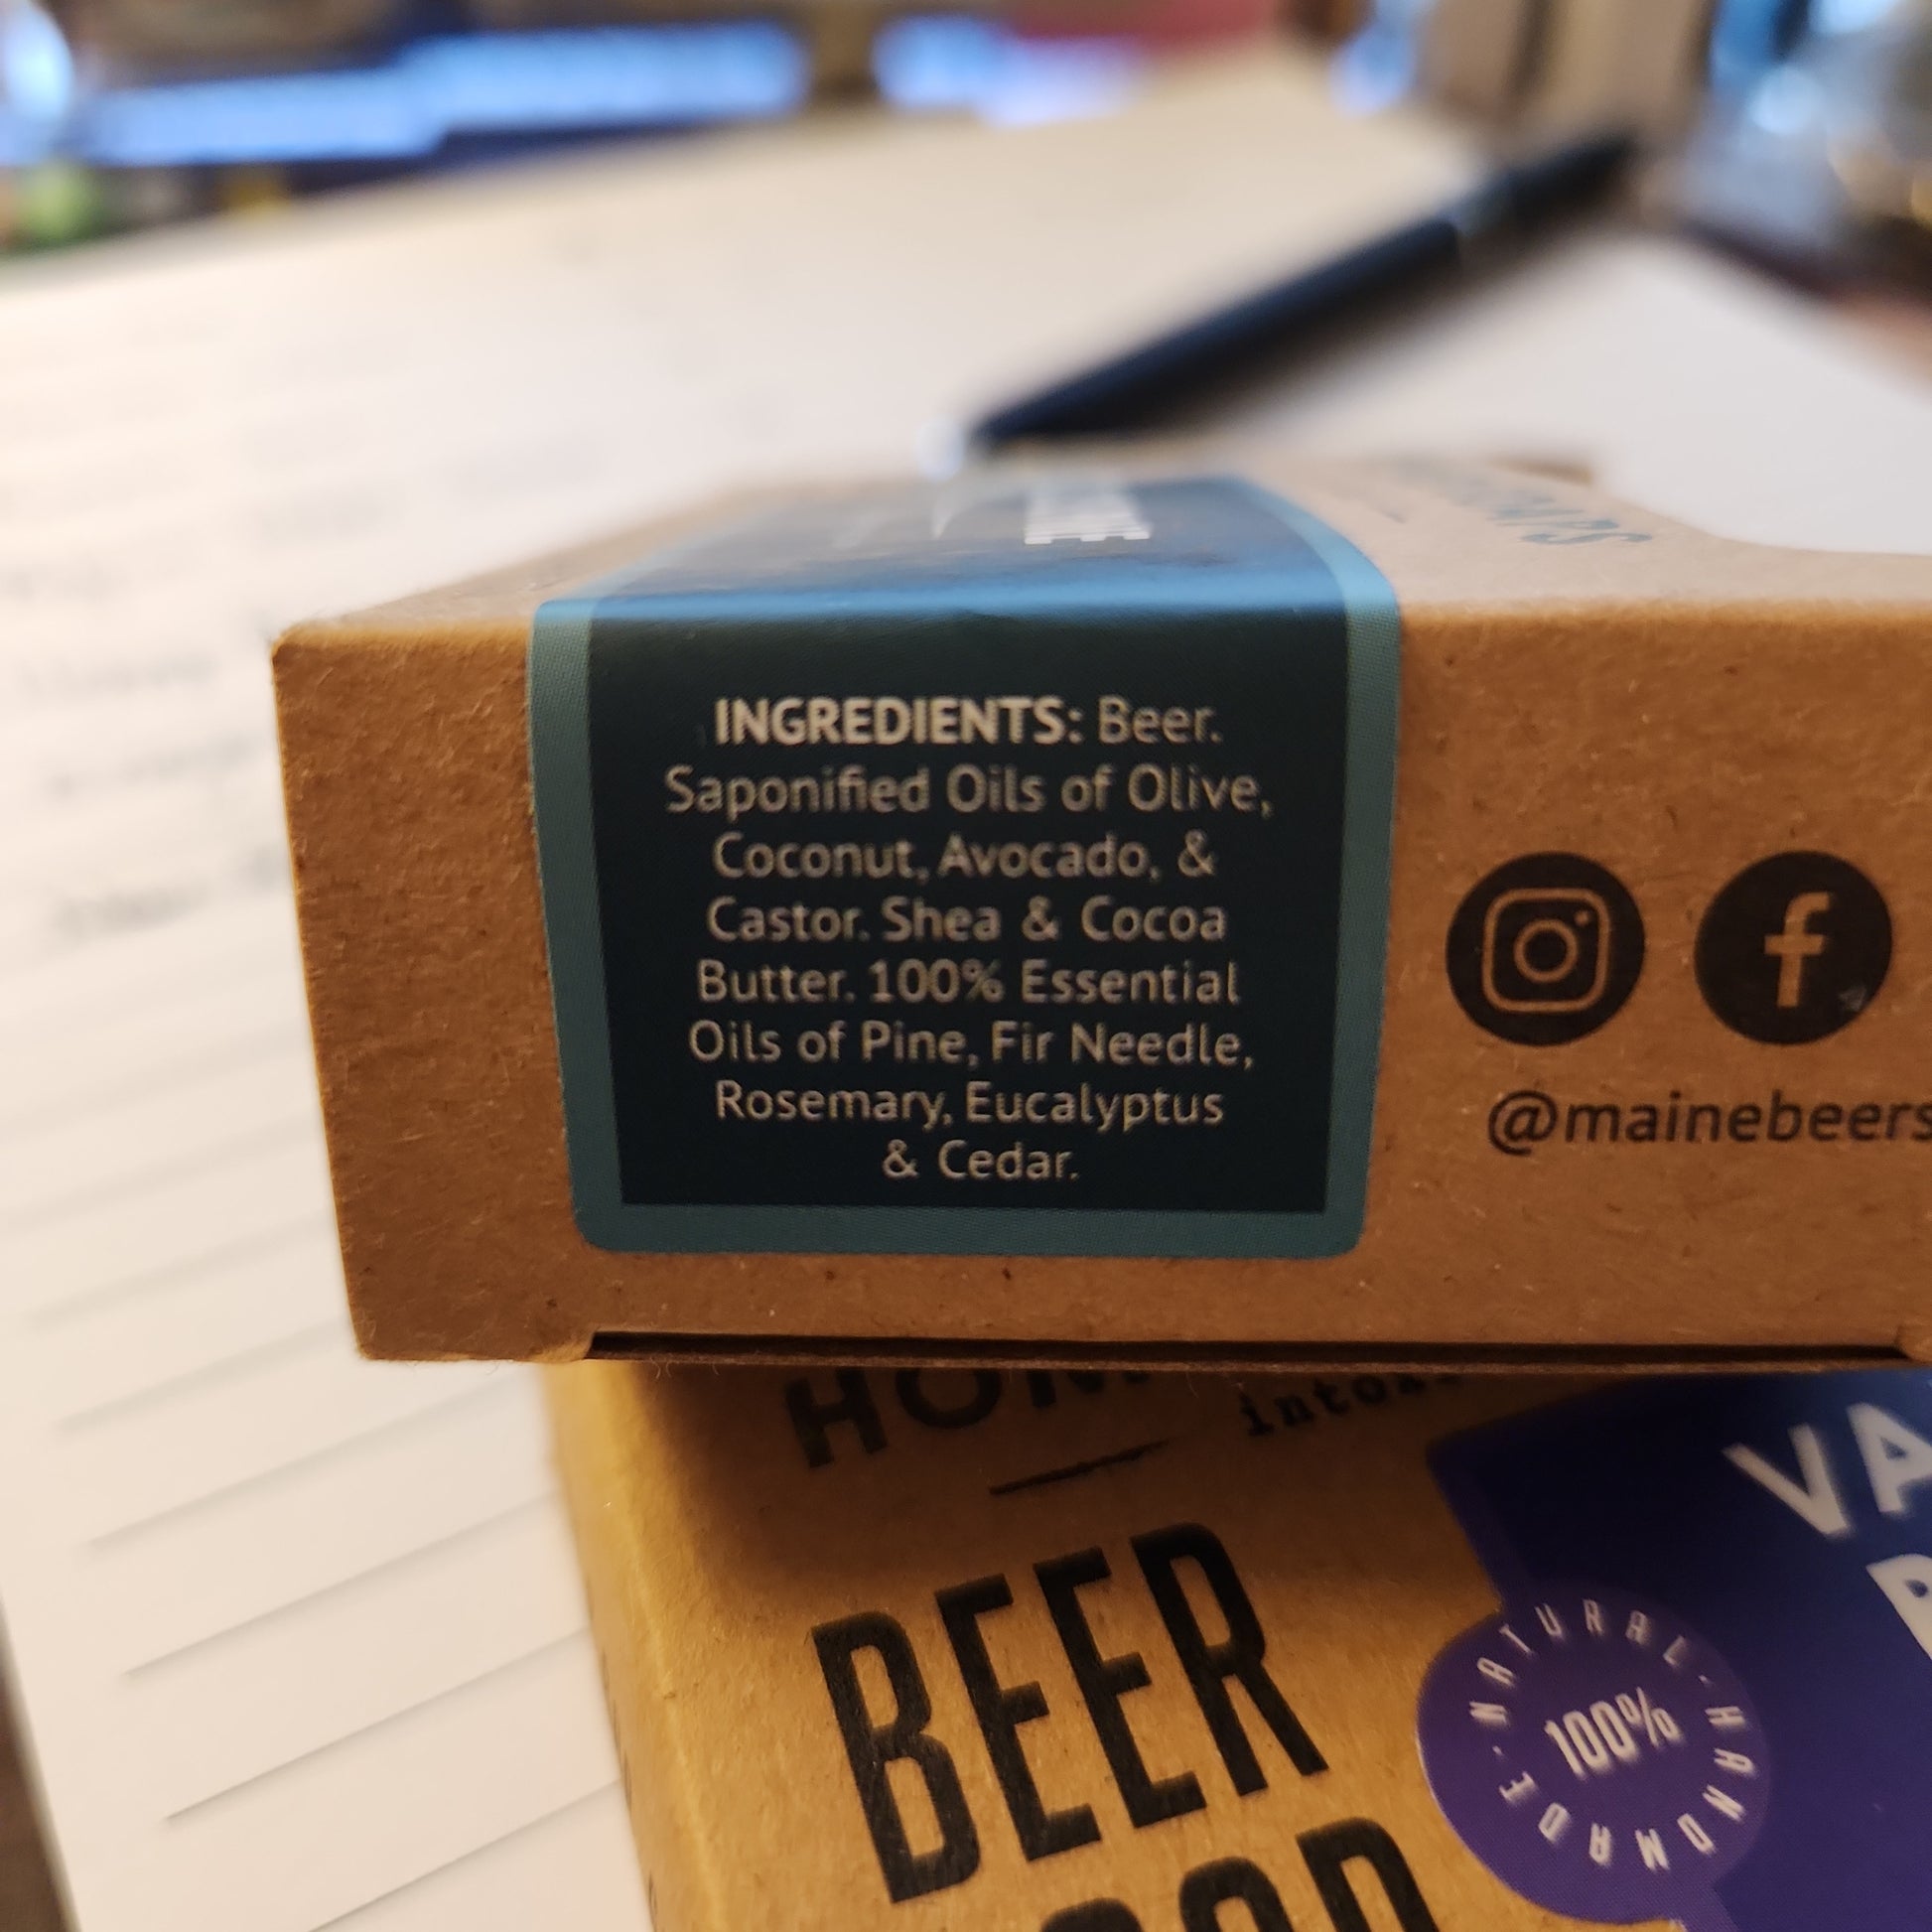 INGREDIENTS: Beer.
Saponified Oils of Olive,
Coconut, Avocado, &
Castor. Shea & Cocoa
Butter. 100% Essential
Oils of Pine, Fir Needle,
Rosemary, Eucalyptus
& Cedar.
@mainebeers
BEER
VA
NATURAL · HANDMADE ·
100%